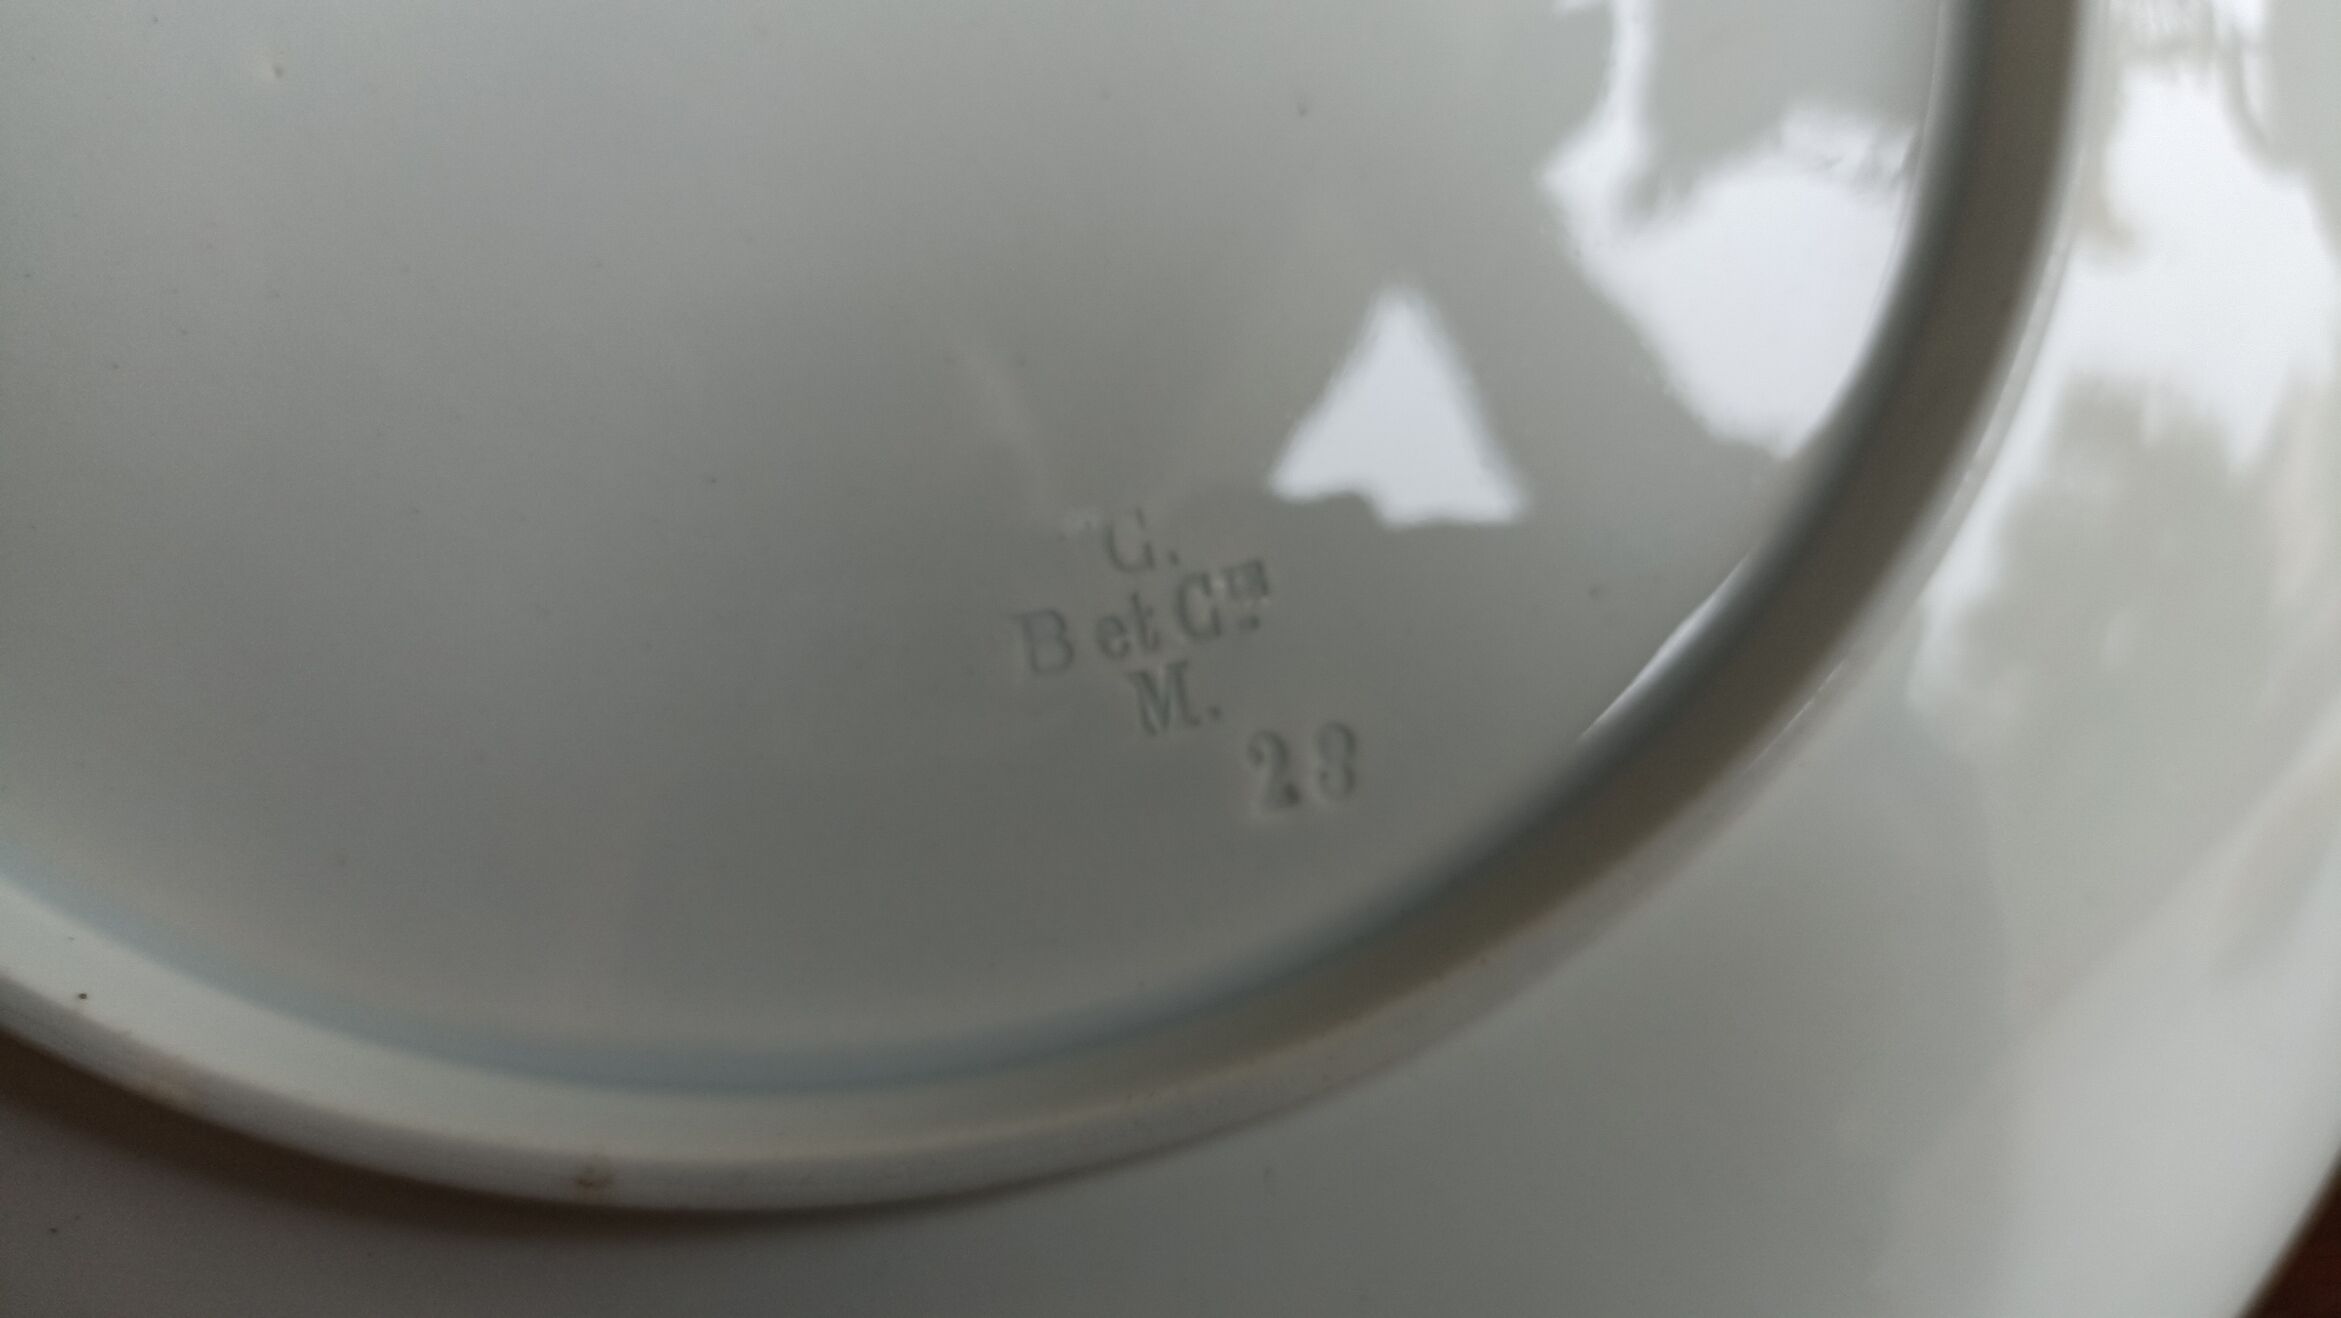 C.
B et Cie
M.
28